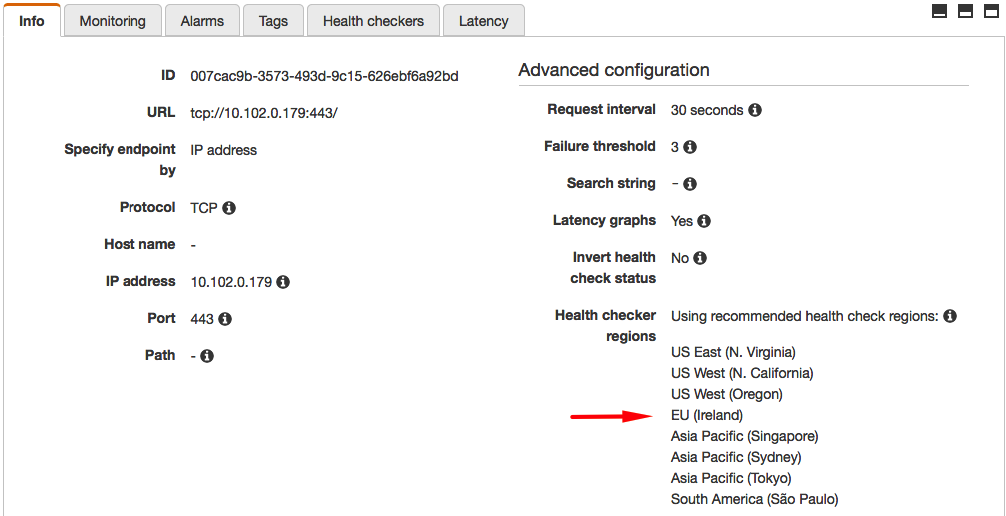 Info Monitoring Alarms Tags Health checkers Latency
ID 007cac9b-3573-493d-9c15-626ebf6a92bd
URL tcp://10.102.0.179:443/
Specify endpoint by IP address
Protocol TCP
Host name -
IP address 10.102.0.179
Port 443
Path -
Advanced configuration
Request interval 30 seconds
Failure threshold 3
Search string -
Latency graphs Yes
Invert health check status No
Health checker regions Using recommended health check regions:
US East (N. Virginia)
US West (N. California)
US West (Oregon)
EU (Ireland)
Asia Pacific (Singapore)
Asia Pacific (Sydney)
Asia Pacific (Tokyo)
South America (São Paulo)